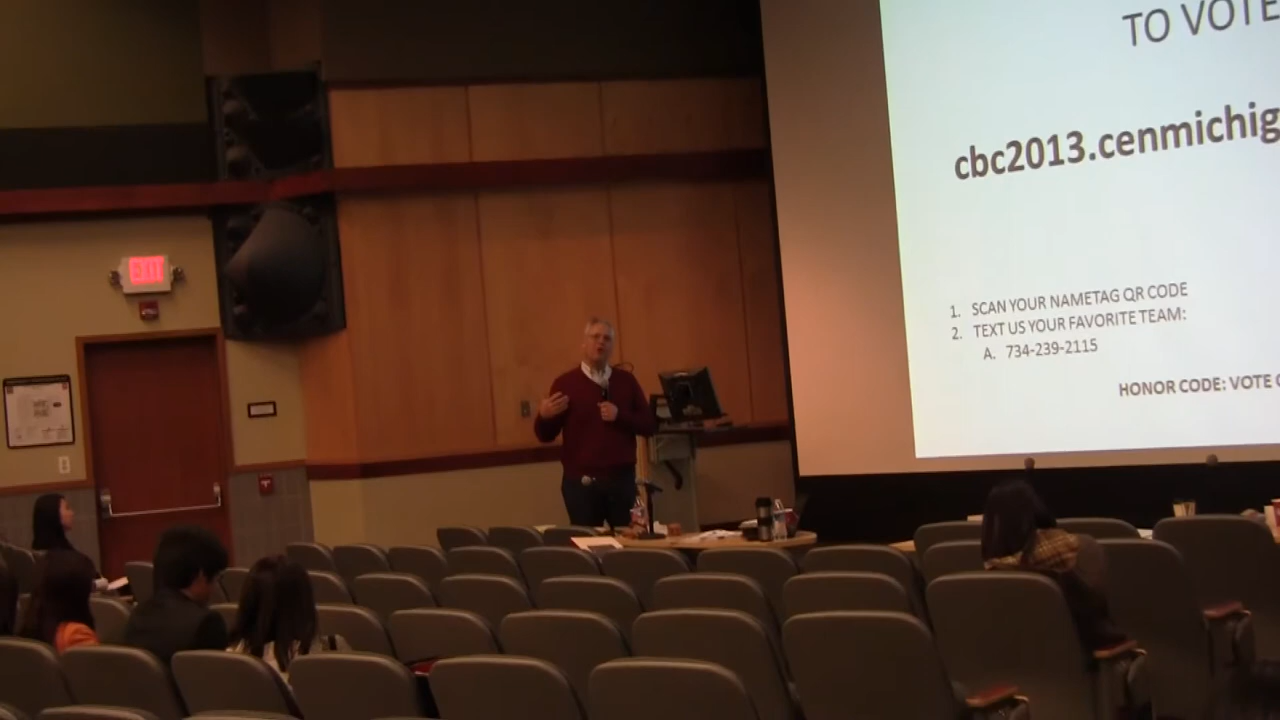 TO VOTE
cbc2013.cenmichig
1. SCAN YOUR NAMETAG QR CODE
2. TEXT US YOUR FAVORITE TEAM:
A. 734-239-2115
HONOR CODE: VOTE
EXIT